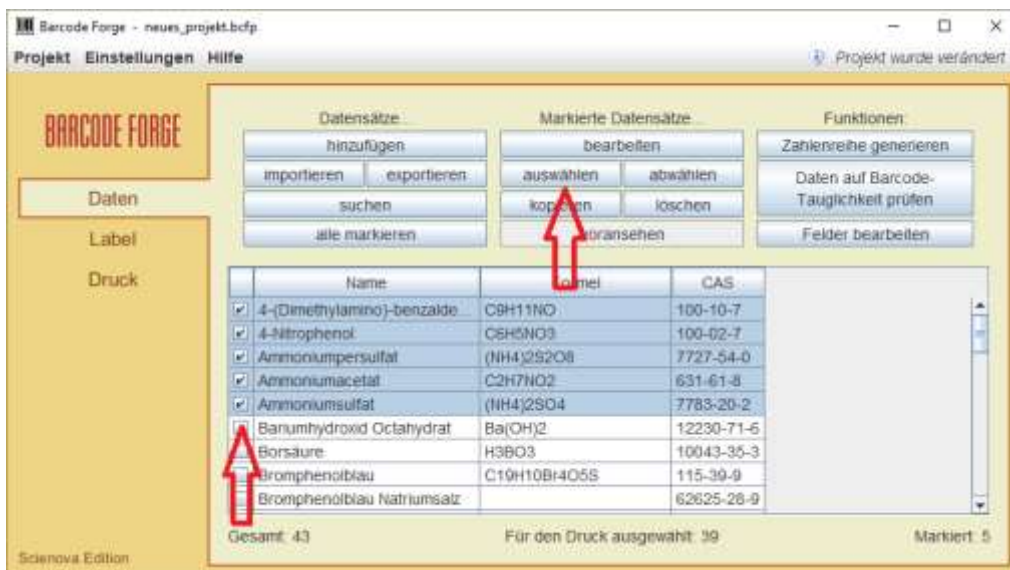 Barcode Forge - neues_projekt.bcfp
Projekt Einstellungen Hilfe
Projekt wurde verändert
BARCODE FORGE
Daten
Label
Druck
Datensätze...
hinzufügen
importieren exportieren
suchen
alle markieren
Markierte Datensätze...
bearbeiten
auswählen abwählen
löschen
Funktionen:
Zahlenreihe generieren
Daten auf Barcode-
Tauglichkeit prüfen
Felder bearbeiten
Name CAS
4-(Dimethylamino)-benzalde... C9H11NO 100-10-7
4-Nitrophenol C6H5NO3 100-02-7
Ammoniumpersulfat (NH4)2S2O8 7727-54-0
Ammoniumacetat C2H7NO2 631-61-8
Ammoniumsulfat (NH4)2SO4 7783-20-2
Bariumhydroxid Octahydrat Ba(OH)2 12230-71-6
Borsäure H3BO3 10043-35-3
Bromphenolblau C19H10Br4O5S 115-39-9
Bromphenolblau Natriumsalz 62625-28-9
Gesamt: 43 Für den Druck ausgewählt: 39 Markiert: 5
Scienova Edition